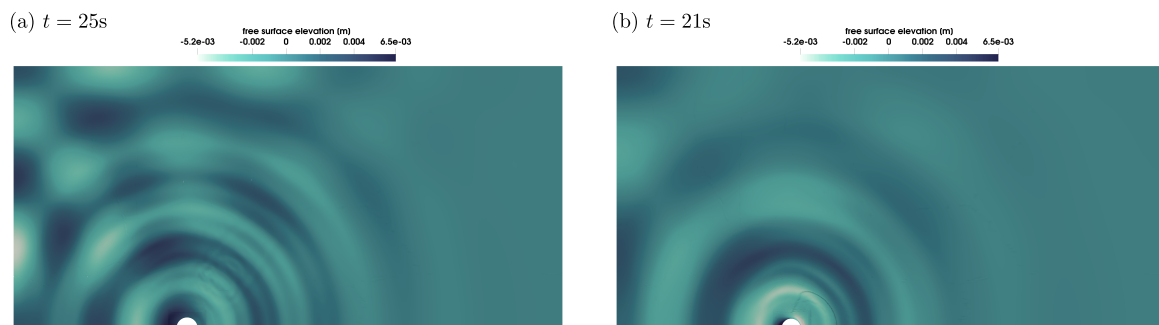 (a) t = 25s
free surface elevation [m]
-5.2e-03 -0.002 0 0.002 0.004 6.5e-03
(b) t = 21s
free surface elevation [m]
-5.2e-03 -0.002 0 0.002 0.004 6.5e-03